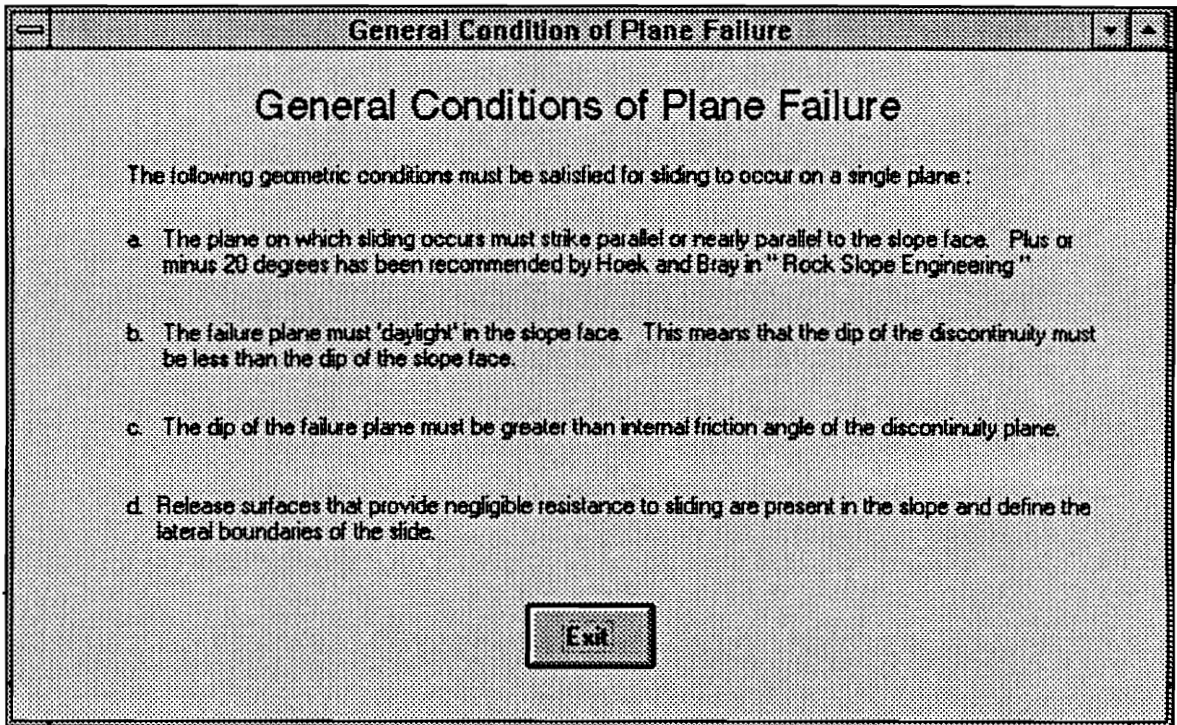 General Condition of Plane Failure
General Conditions of Plane Failure
The following geometric conditions must be satisfied for sliding to occur on a single plane :
a. The plane on which sliding occurs must strike parallel or nearly parallel to the slope face. Plus or
minus 20 degrees has been recommended by Hoek and Bray in " Rock Slope Engineering "
b. The failure plane must 'daylight' in the slope face. This means that the dip of the discontinuity must
be less than the dip of the slope face.
c. The dip of the failure plane must be greater than internal friction angle of the discontinuity plane.
d. Release surfaces that provide negligible resistance to sliding are present in the slope and define the
lateral boundaries of the slide.
Exit